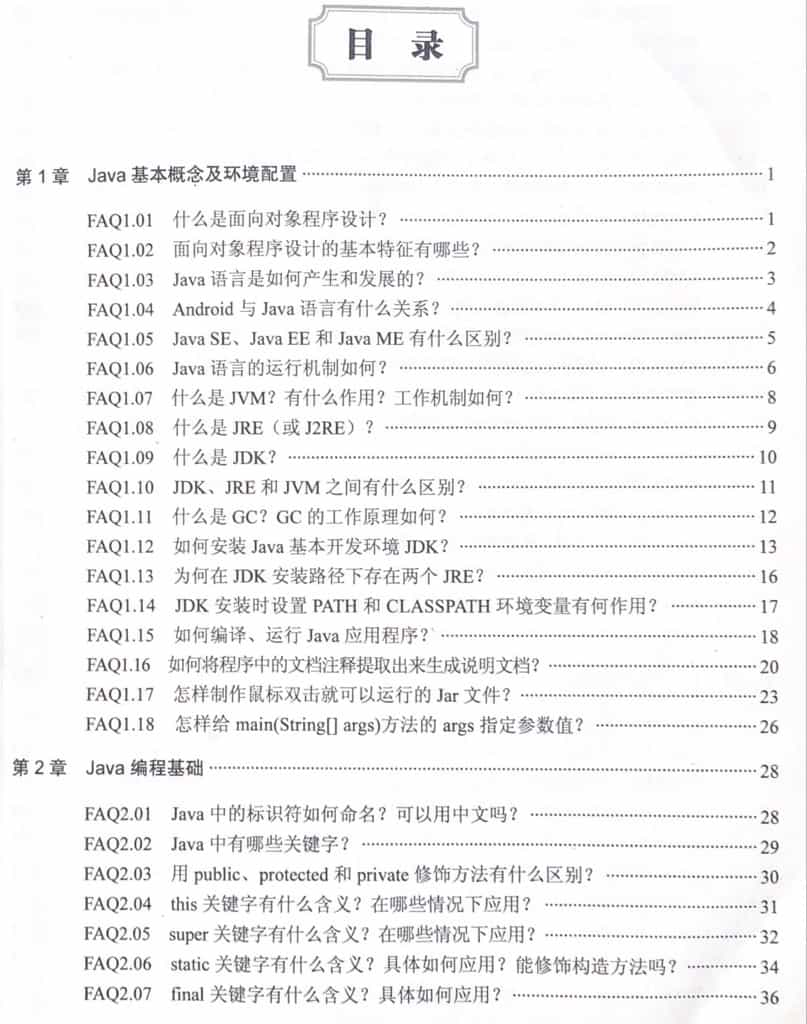 目 录
第 1 章 Java 基本概念及环境配置 ………… 1
FAQ1.01 什么是面向对象程序设计？ ………… 1
FAQ1.02 面向对象程序设计的基本特征有哪些？ ………… 2
FAQ1.03 Java 语言是如何产生和发展的？ ………… 3
FAQ1.04 Android 与 Java 语言有什么关系？ ………… 4
FAQ1.05 Java SE、Java EE 和 Java ME 有什么区别？ ………… 5
FAQ1.06 Java 语言的运行机制如何？ ………… 6
FAQ1.07 什么是 JVM？有什么作用？工作机制如何？ ………… 8
FAQ1.08 什么是 JRE（或 J2RE）？ ………… 9
FAQ1.09 什么是 JDK？ ………… 10
FAQ1.10 JDK、JRE 和 JVM 之间有什么区别？ ………… 11
FAQ1.11 什么是 GC？GC 的工作原理如何？ ………… 12
FAQ1.12 如何安装 Java 基本开发环境 JDK？ ………… 13
FAQ1.13 为何在 JDK 安装路径下存在两个 JRE？ ………… 16
FAQ1.14 JDK 安装时设置 PATH 和 CLASSPATH 环境变量有何作用？ ………… 17
FAQ1.15 如何编译、运行 Java 应用程序？ ………… 18
FAQ1.16 如何将程序中的文档注释提取出来生成说明文档？ ………… 20
FAQ1.17 怎样制作鼠标双击就可以运行的 Jar 文件？ ………… 23
FAQ1.18 怎样给 main(String[] args)方法的 args 指定参数值？ ………… 26
第 2 章 Java 编程基础 ………… 28
FAQ2.01 Java 中的标识符如何命名？可以用中文吗？ ………… 28
FAQ2.02 Java 中有哪些关键字？ ………… 29
FAQ2.03 用 public、protected 和 private 修饰方法有什么区别？ ………… 30
FAQ2.04 this 关键字有什么含义？在哪些情况下应用？ ………… 31
FAQ2.05 super 关键字有什么含义？在哪些情况下应用？ ………… 32
FAQ2.06 static 关键字有什么含义？具体如何应用？能修饰构造方法吗？ ………… 34
FAQ2.07 final 关键字有什么含义？具体如何应用？ ………… 36